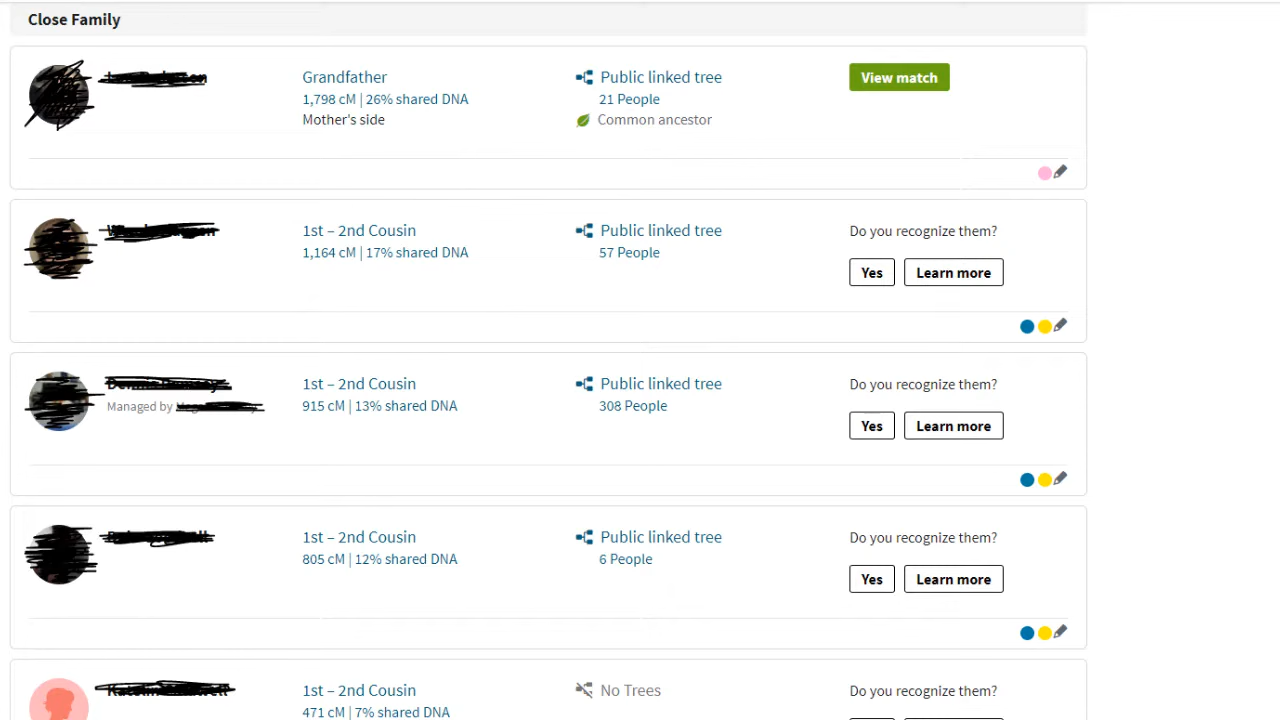 Close Family
Grandfather
1,798 cM | 26% shared DNA
Mother's side
Public linked tree
21 People
Common ancestor
View match
1st – 2nd Cousin
1,164 cM | 17% shared DNA
Public linked tree
57 People
Do you recognize them?
Yes
Learn more
Managed by
1st – 2nd Cousin
915 cM | 13% shared DNA
Public linked tree
308 People
Do you recognize them?
Yes
Learn more
1st – 2nd Cousin
805 cM | 12% shared DNA
Public linked tree
6 People
Do you recognize them?
Yes
Learn more
1st – 2nd Cousin
471 cM | 7% shared DNA
No Trees
Do you recognize them?